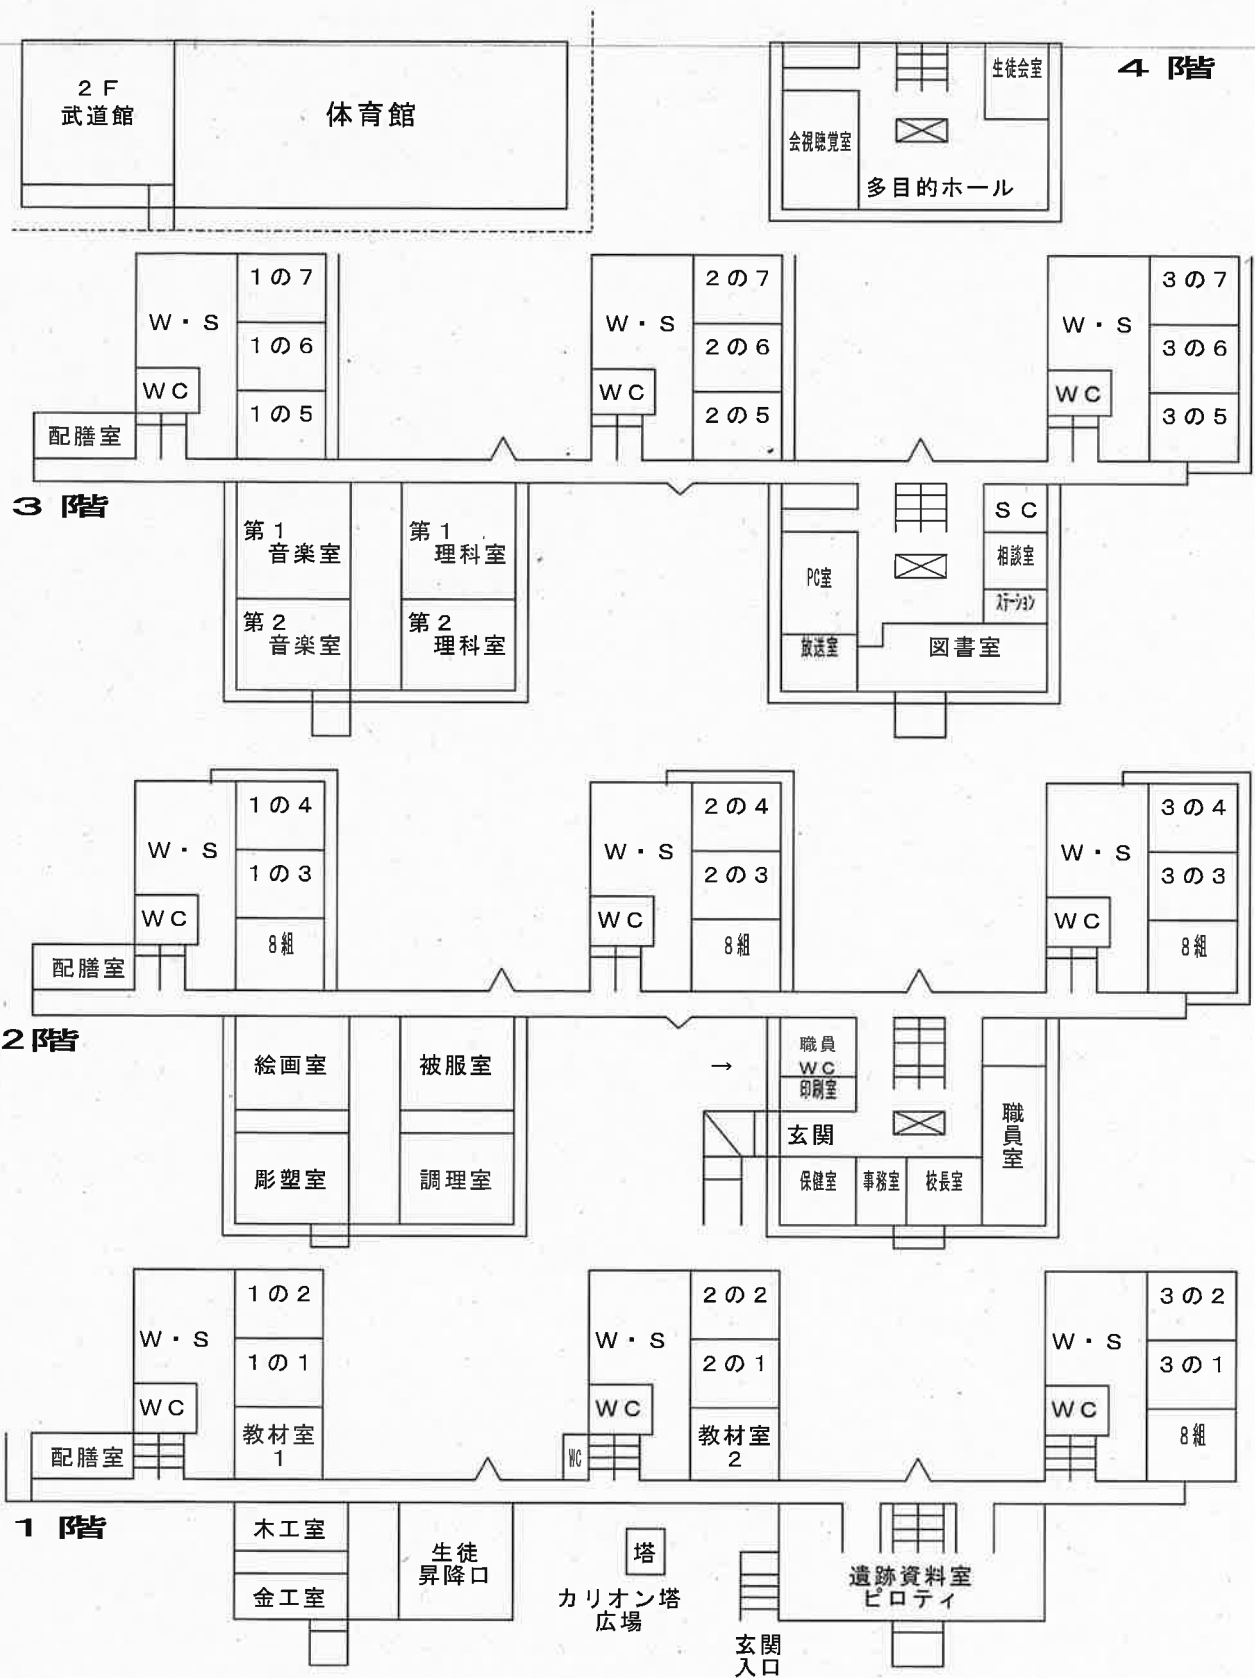 ２Ｆ
武道館
体育館
４階
生徒会室
会視聴覚室
多目的ホール
１の７
Ｗ・Ｓ
１の６
ＷＣ
１の５
配膳室
２の７
Ｗ・Ｓ
２の６
ＷＣ
２の５
３の７
Ｗ・Ｓ
３の６
ＷＣ
３の５
３階
第１
音楽室
第２
音楽室
第１
理科室
第２
理科室
PC室
放送室
ＳＣ
相談室
ｽﾃｰｼｮﾝ
図書室
１の４
Ｗ・Ｓ
１の３
ＷＣ
8組
配膳室
２の４
Ｗ・Ｓ
２の３
ＷＣ
8組
３の４
Ｗ・Ｓ
３の３
ＷＣ
8組
２階
絵画室
彫塑室
被服室
調理室
→
職員
ＷＣ
印刷室
玄関
保健室
事務室
校長室
職員室
１の２
Ｗ・Ｓ
１の１
ＷＣ
教材室
１
配膳室
２の２
Ｗ・Ｓ
２の１
ＷＣ
WC
教材室
２
３の２
Ｗ・Ｓ
３の１
ＷＣ
8組
１階
木工室
金工室
生徒
昇降口
塔
カリオン塔
広場
玄関
入口
遺跡資料室
ピロティ